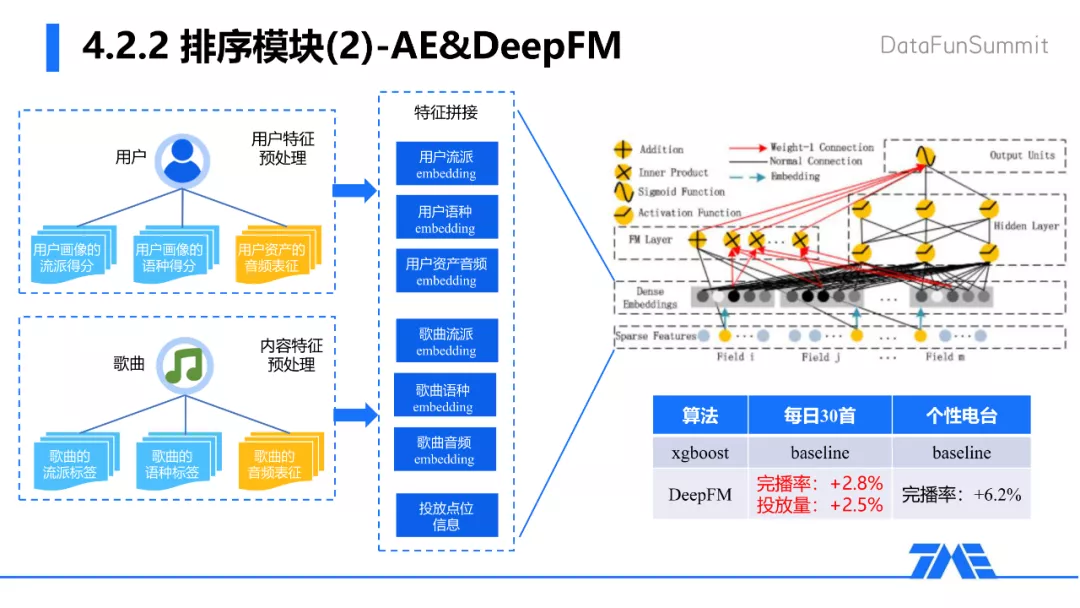 4.2.2 排序模块(2)-AE&DeepFM
DataFunSummit
用户
用户特征
预处理
用户画像的
流派得分
用户画像的
语种得分
用户资产的
音频表征
歌曲
内容特征
预处理
歌曲的
流派标签
歌曲的
语种标签
歌曲的
音频表征
特征拼接
用户流派
embedding
用户语种
embedding
用户资产音频
embedding
歌曲流派
embedding
歌曲语种
embedding
歌曲音频
embedding
投放点位
信息
Addition
Inner Product
Sigmoid Function
Activation Function
Weight-1 Connection
Normal Connection
Embedding
Output Units
FM Layer
Hidden Layer
Dense
Embeddings
...
Sparse Features
Field i
Field j
...
Field m
算法 每日30首 个性电台
xgboost baseline baseline
DeepFM 完播率：+2.8%
投放量：+2.5%
完播率：+6.2%
TME